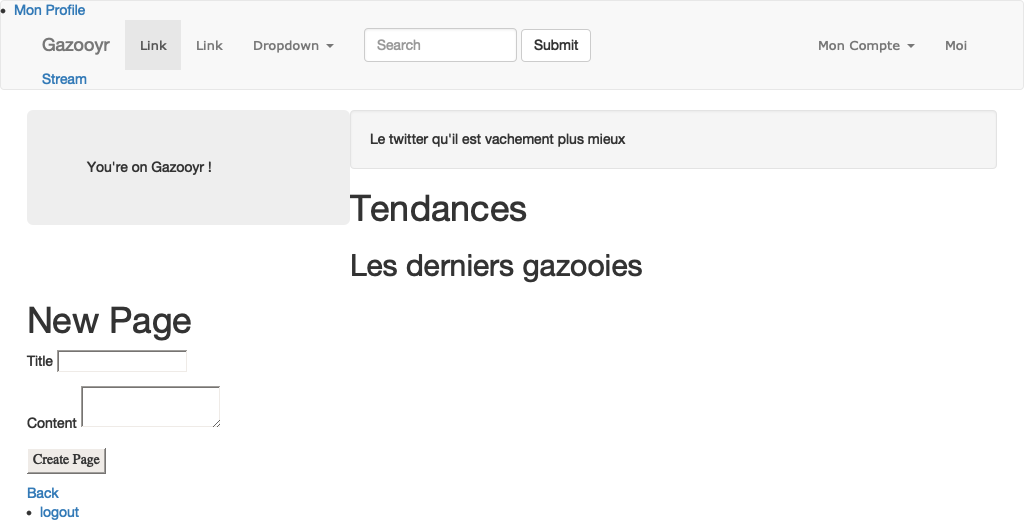 Mon Profile
Gazooyr Link Link Dropdown Search Submit Mon Compte Moi
Stream
You're on Gazooyr !
Le twitter qu'il est vachement plus mieux
Tendances
Les derniers gazooies
New Page
Title
Content
Create Page
Back
logout